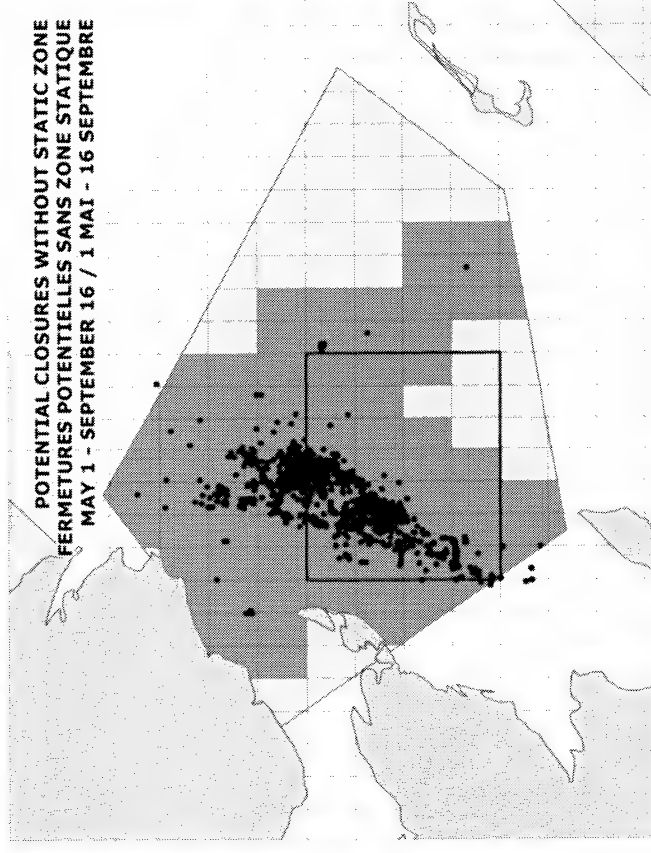 POTENTIAL CLOSURES WITHOUT STATIC ZONE
FERMETURES POTENTIELLES SANS ZONE STATIQUE
MAY 1 - SEPTEMBER 16 / 1 MAI - 16 SEPTEMBRE